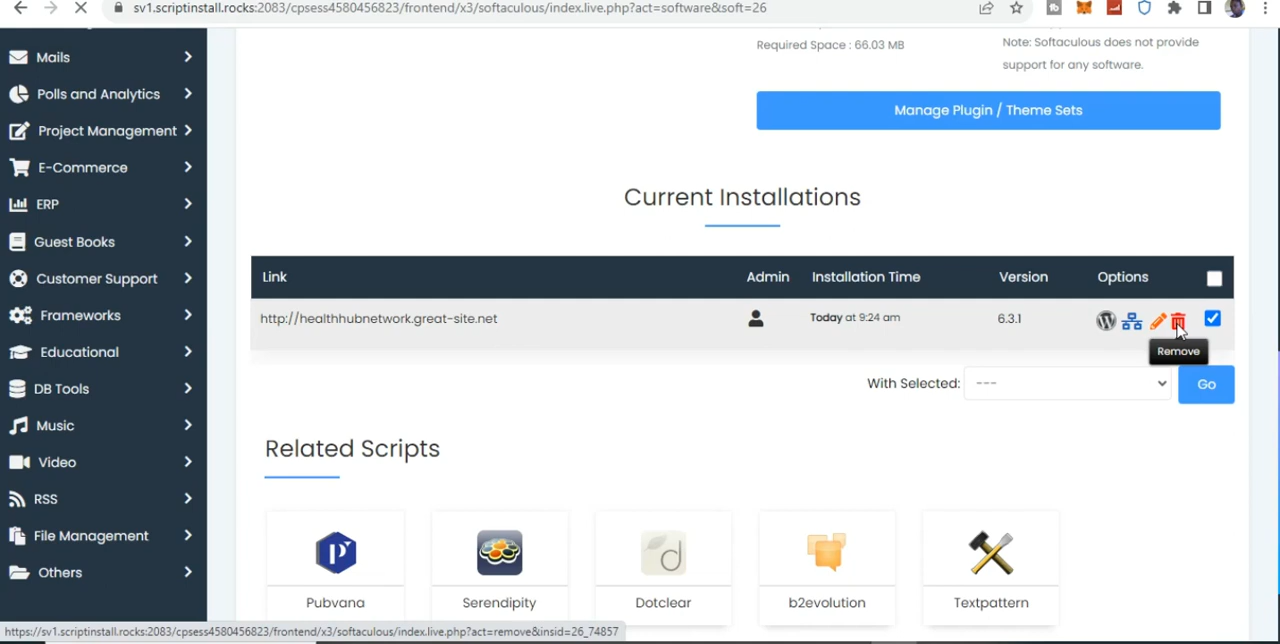 sv1.scriptinstall.rocks:2083/cpsess4580456823/frontend/x3/softaculous/index.live.php?act=software&soft=26
Mails
Polls and Analytics
Project Management
E-Commerce
ERP
Guest Books
Customer Support
Frameworks
Educational
DB Tools
Music
Video
RSS
File Management
Others
Required Space : 66.03 MB
Note: Softaculous does not provide
support for any software.
Manage Plugin / Theme Sets
Current Installations
Link Admin Installation Time Version Options
http://healthhubnetwork.great-site.net Today at 9:24 am 6.3.1
Remove
With Selected: --- Go
Related Scripts
Pubvana Serendipity Dotclear b2evolution Textpattern
https://sv1.scriptinstall.rocks:2083/cpsess4580456823/frontend/x3/softaculous/index.live.php?act=remove&insid=26_74857